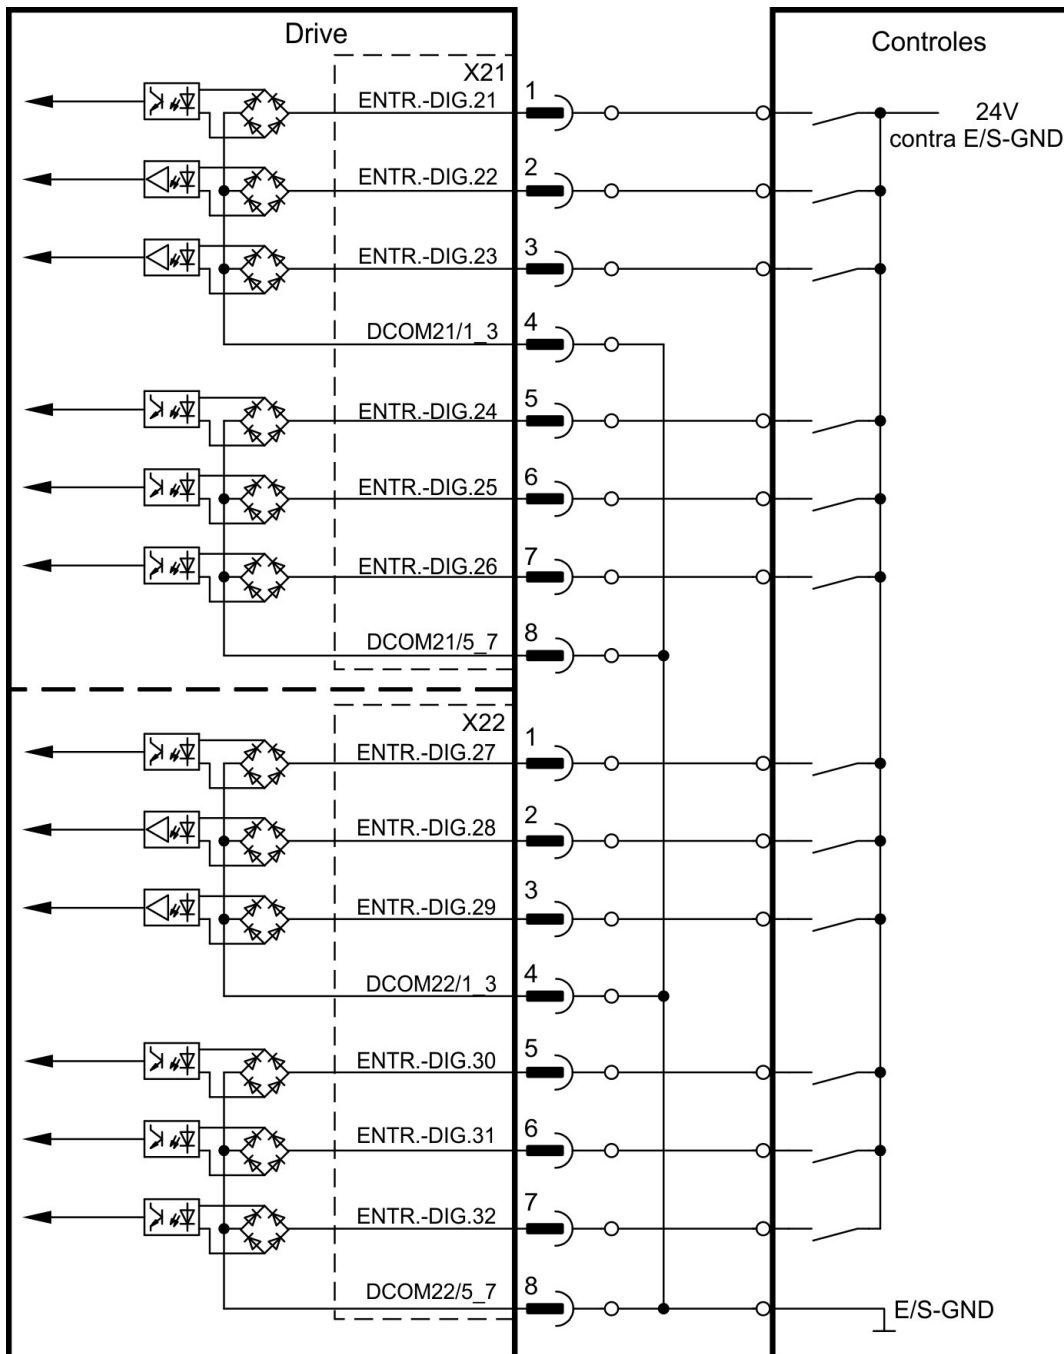 Drive
Controles
X21
ENTR.-DIG.21
1
24V
contra E/S-GND
ENTR.-DIG.22
2
ENTR.-DIG.23
3
DCOM21/1_3
4
ENTR.-DIG.24
5
ENTR.-DIG.25
6
ENTR.-DIG.26
7
DCOM21/5_7
8
X22
ENTR.-DIG.27
1
ENTR.-DIG.28
2
ENTR.-DIG.29
3
DCOM22/1_3
4
ENTR.-DIG.30
5
ENTR.-DIG.31
6
ENTR.-DIG.32
7
DCOM22/5_7
8
E/S-GND